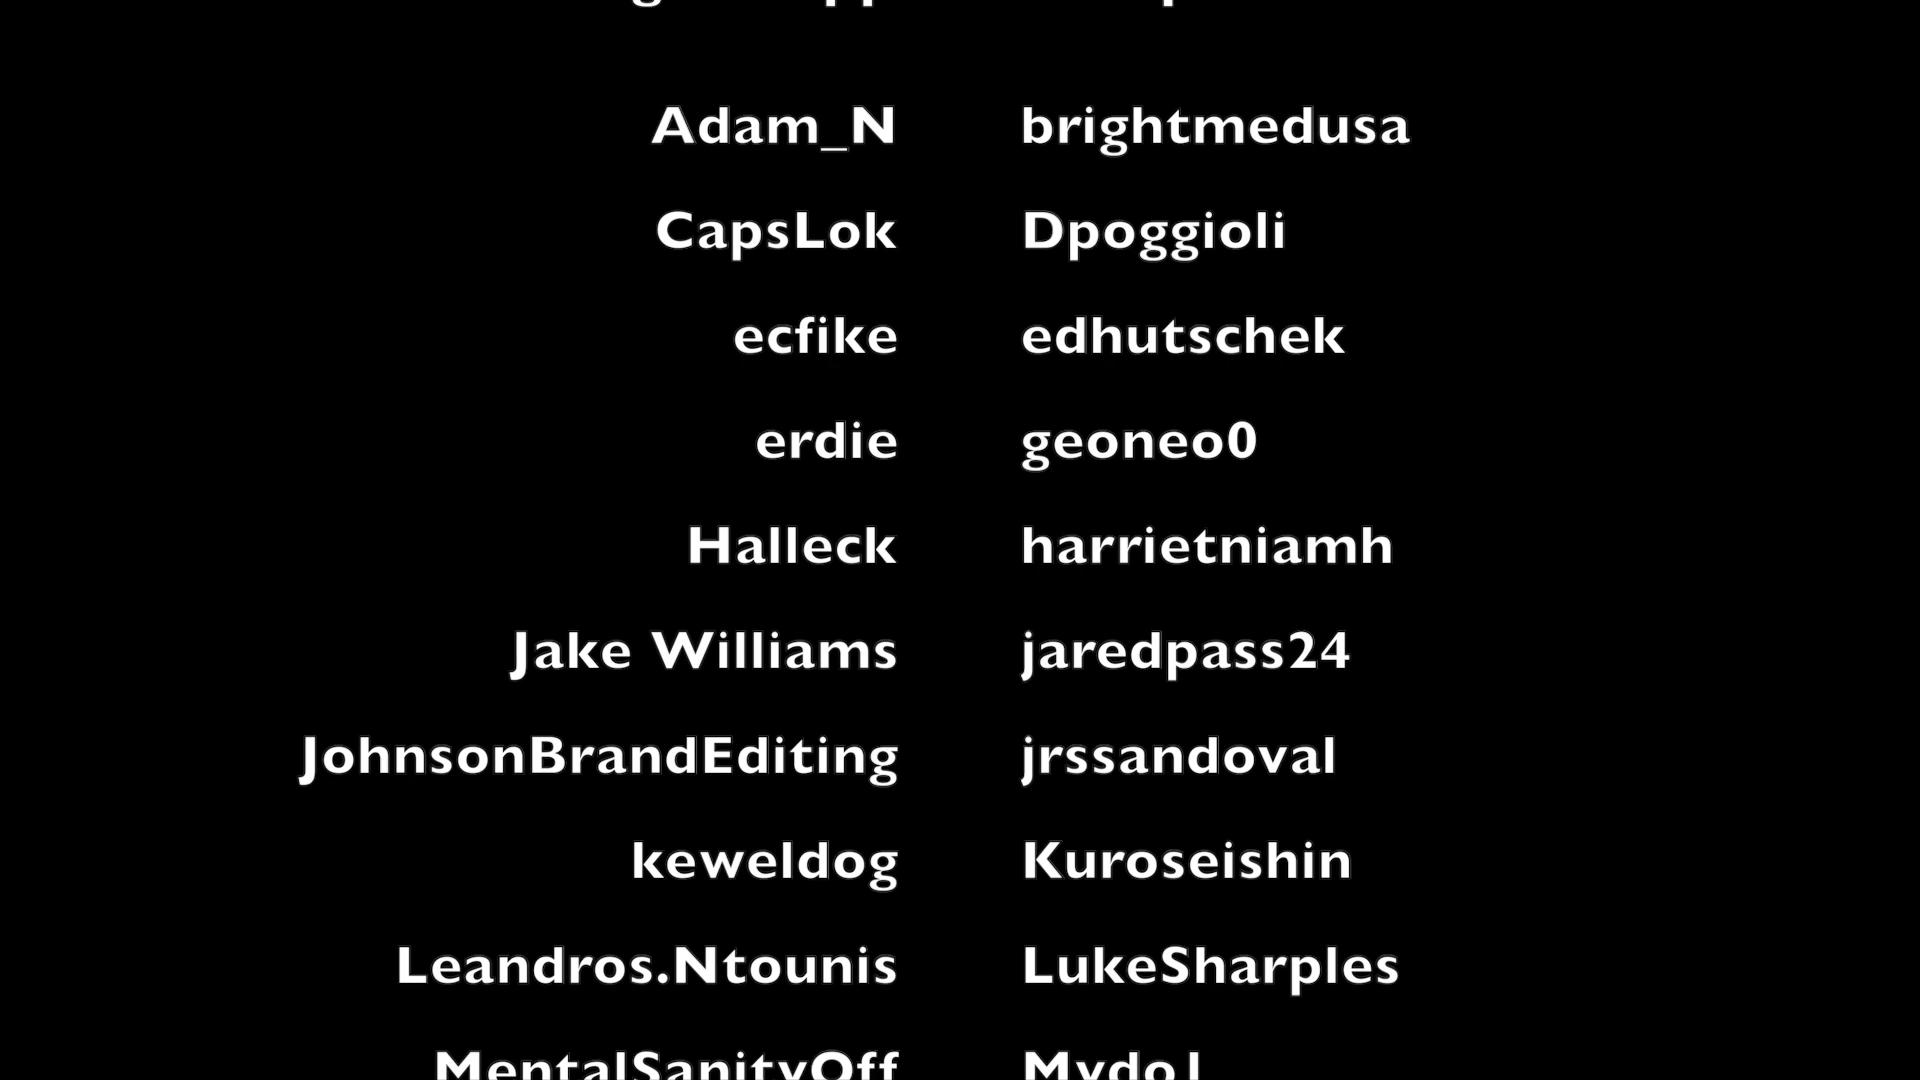 Adam_N brightmedusa
CapsLok Dpoggioli
ecfike edhutschek
erdie geoneo0
Halleck harrietniamh
Jake Williams jaredpass24
JohnsonBrandEditing jrssandoval
keweldog Kuroseishin
Leandros.Ntounis LukeSharples
MentalSanityOff